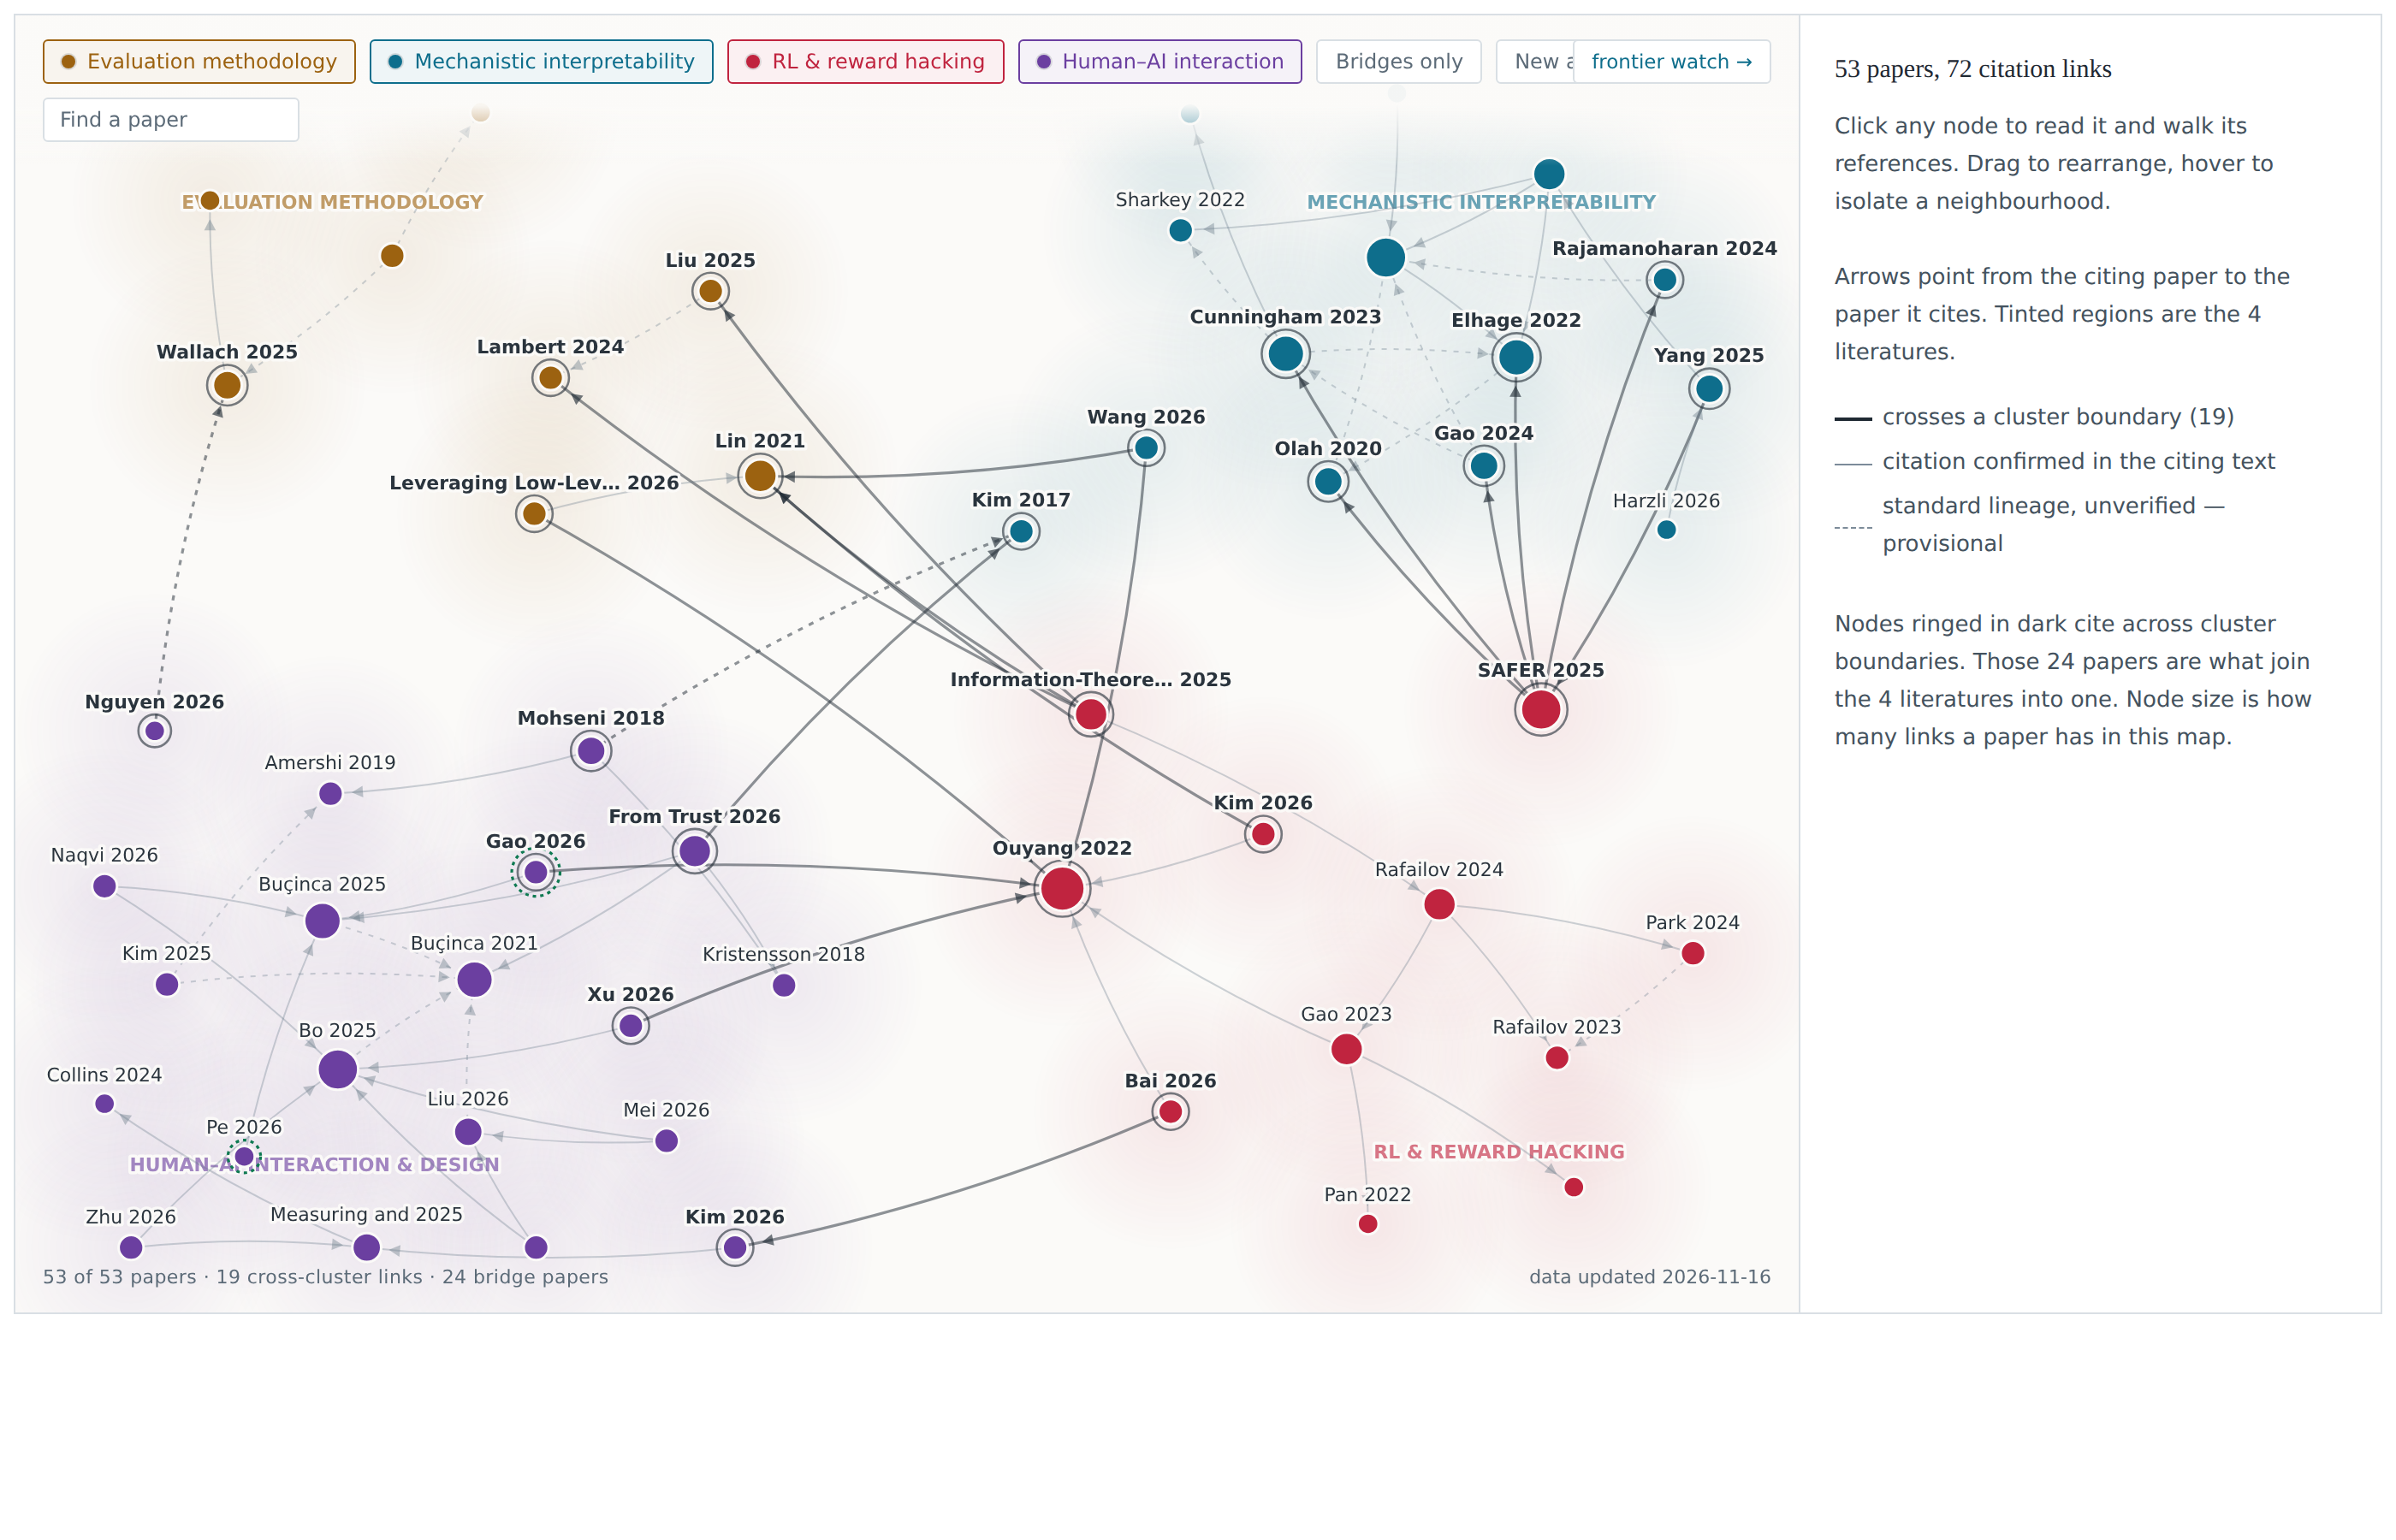 Evaluation methodology
Mechanistic interpretability
RL & reward hacking
Human–AI interaction
Bridges only
New a
frontier watch →
Find a paper
EVALUATION METHODOLOGY
MECHANISTIC INTERPRETABILITY
Sharkey 2022
Rajamanoharan 2024
Liu 2025
Cunningham 2023
Elhage 2022
Wallach 2025
Lambert 2024
Yang 2025
Wang 2026
Lin 2021
Olah 2020
Gao 2024
Leveraging Low-Lev… 2026
Kim 2017
Harzli 2026
Information-Theore… 2025
SAFER 2025
Nguyen 2026
Mohseni 2018
Amershi 2019
From Trust 2026
Kim 2026
Gao 2026
Ouyang 2022
Naqvi 2026
Buçinca 2025
Rafailov 2024
Park 2024
Kim 2025
Buçinca 2021
Kristensson 2018
Xu 2026
Bo 2025
Gao 2023
Rafailov 2023
Collins 2024
Liu 2026
Mei 2026
Bai 2026
Pe 2026
HUMAN–AI INTERACTION & DESIGN
RL & REWARD HACKING
Pan 2022
Zhu 2026
Measuring and 2025
Kim 2026
53 of 53 papers · 19 cross-cluster links · 24 bridge papers
data updated 2026-11-16
53 papers, 72 citation links
Click any node to read it and walk its
references. Drag to rearrange, hover to
isolate a neighbourhood.
Arrows point from the citing paper to the
paper it cites. Tinted regions are the 4
literatures.
crosses a cluster boundary (19)
citation confirmed in the citing text
standard lineage, unverified —
provisional
Nodes ringed in dark cite across cluster
boundaries. Those 24 papers are what join
the 4 literatures into one. Node size is how
many links a paper has in this map.